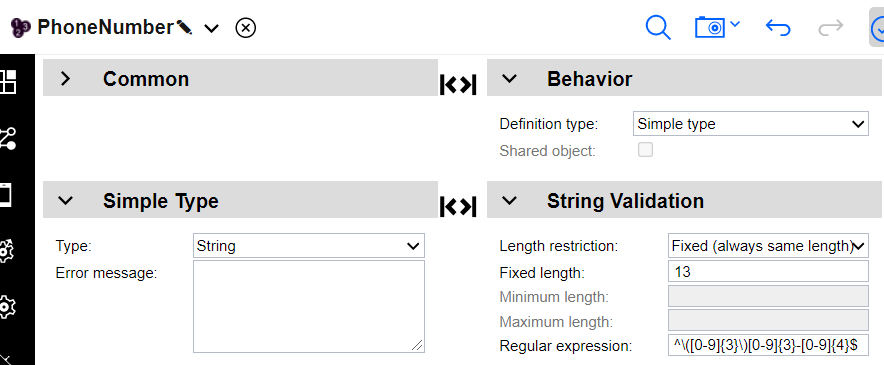 PhoneNumber
Common
Behavior
Definition type: Simple type
Shared object:
Simple Type
String Validation
Type: String
Error message:
Length restriction: Fixed (always same length)
Fixed length: 13
Minimum length:
Maximum length:
Regular expression: ^\([0-9]{3}\)[0-9]{3}-[0-9]{4}$